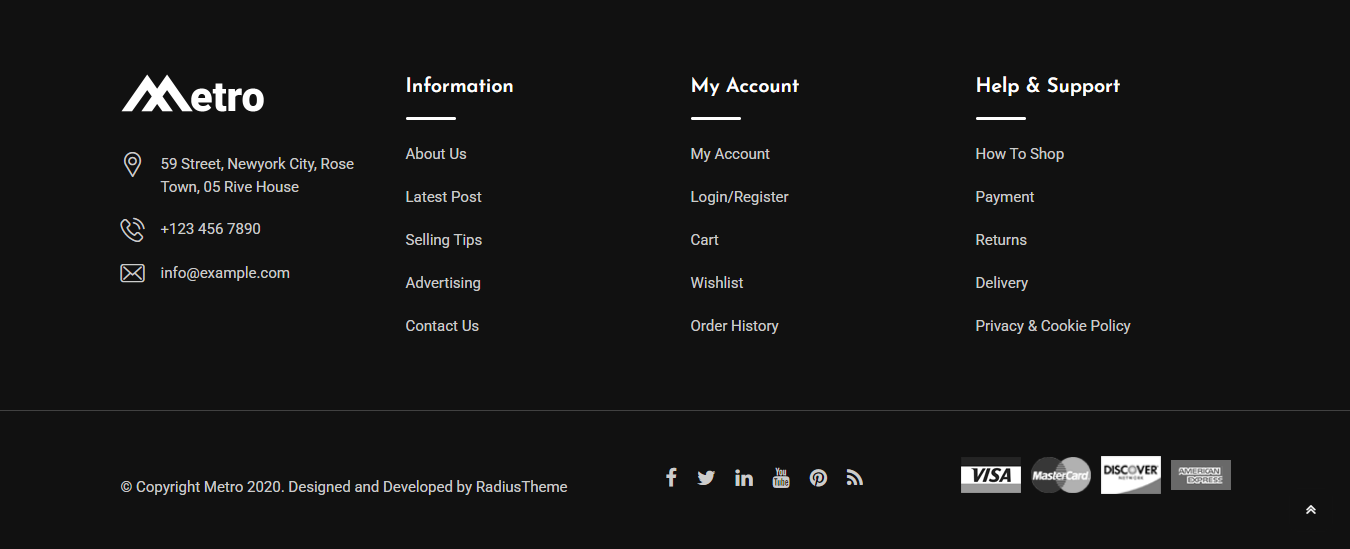 Metro
59 Street, Newyork City, Rose
Town, 05 Rive House
+123 456 7890
info@example.com
Information
About Us
Latest Post
Selling Tips
Advertising
Contact Us
My Account
My Account
Login/Register
Cart
Wishlist
Order History
Help & Support
How To Shop
Payment
Returns
Delivery
Privacy & Cookie Policy
© Copyright Metro 2020. Designed and Developed by RadiusTheme
You
Tube
VISA
MasterCard
DISCOVER
NETWORK
AMERICAN
EXPRESS